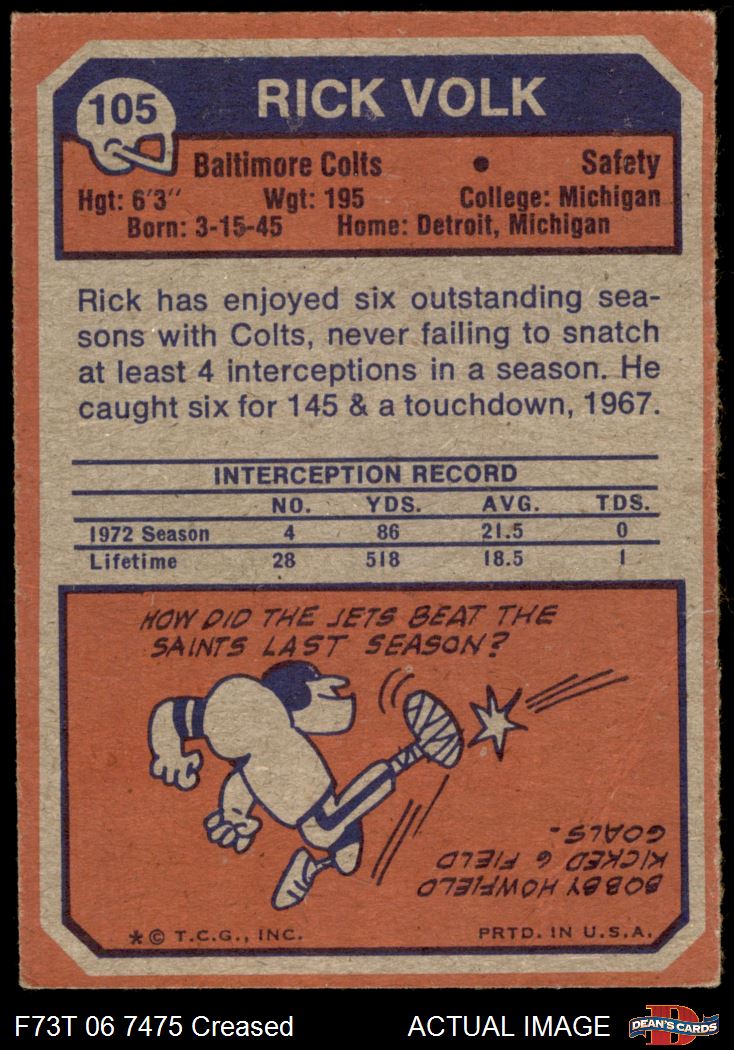 105
RICK VOLK
Baltimore Colts • Safety
Hgt: 6'3" Wgt: 195 College: Michigan
Born: 3-15-45 Home: Detroit, Michigan
Rick has enjoyed six outstanding sea-
sons with Colts, never failing to snatch
at least 4 interceptions in a season. He
caught six for 145 & a touchdown, 1967.
INTERCEPTION RECORD
NO. YDS. AVG. TDS.
1972 Season 4 86 21.5 0
Lifetime 28 518 18.5 1
HOW DID THE JETS BEAT THE
SAINTS LAST SEASON?
BOBBY HOWFIELD
KICKED 6 FIELD
GOALS.
*© T.C.G., INC. PRTD. IN U.S.A.
F73T 06 7475 Creased ACTUAL IMAGE
D
DEAN'S CARDS